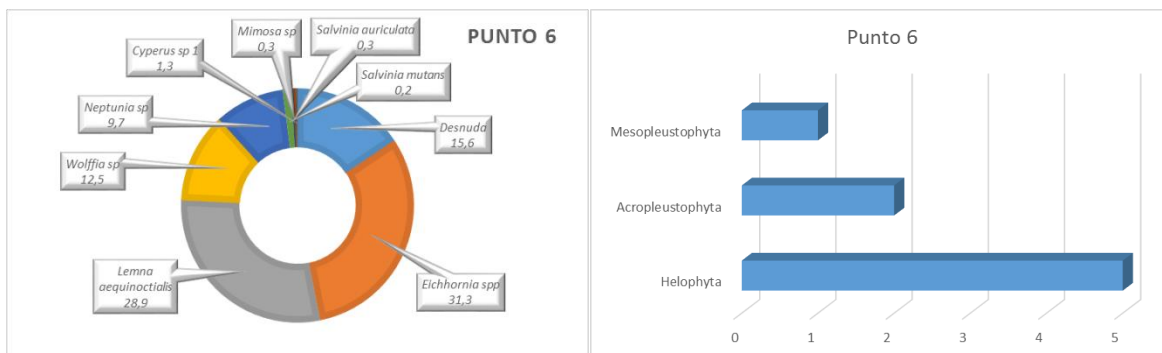 PUNTO 6
Mimosa sp
0,3
Salvinia auriculata
0,3
Cyperus sp 1
1,3
Salvinia mutans
0,2
Neptunia sp
9,7
Desnuda
15,6
Wolffia sp
12,5
Lemna
aequinoctialis
28,9
Eichhornia spp
31,3
Punto 6
Mesopleustophyta
Acropleustophyta
Helophyta
0 1 2 3 4 5